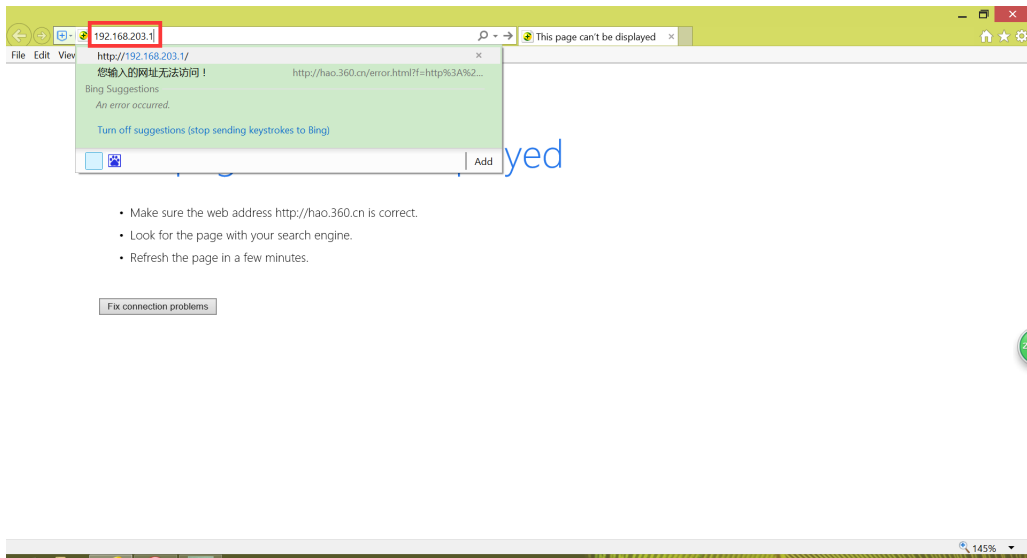 192.168.203.1
This page can't be displayed
File Edit View
http://192.168.203.1/
您输入的网址无法访问！ http://hao.360.cn/error.html?f=http%3A%2...
Bing Suggestions
An error occurred.
Turn off suggestions (stop sending keystrokes to Bing)
Add
yed
• Make sure the web address http://hao.360.cn is correct.
• Look for the page with your search engine.
• Refresh the page in a few minutes.
Fix connection problems
145%